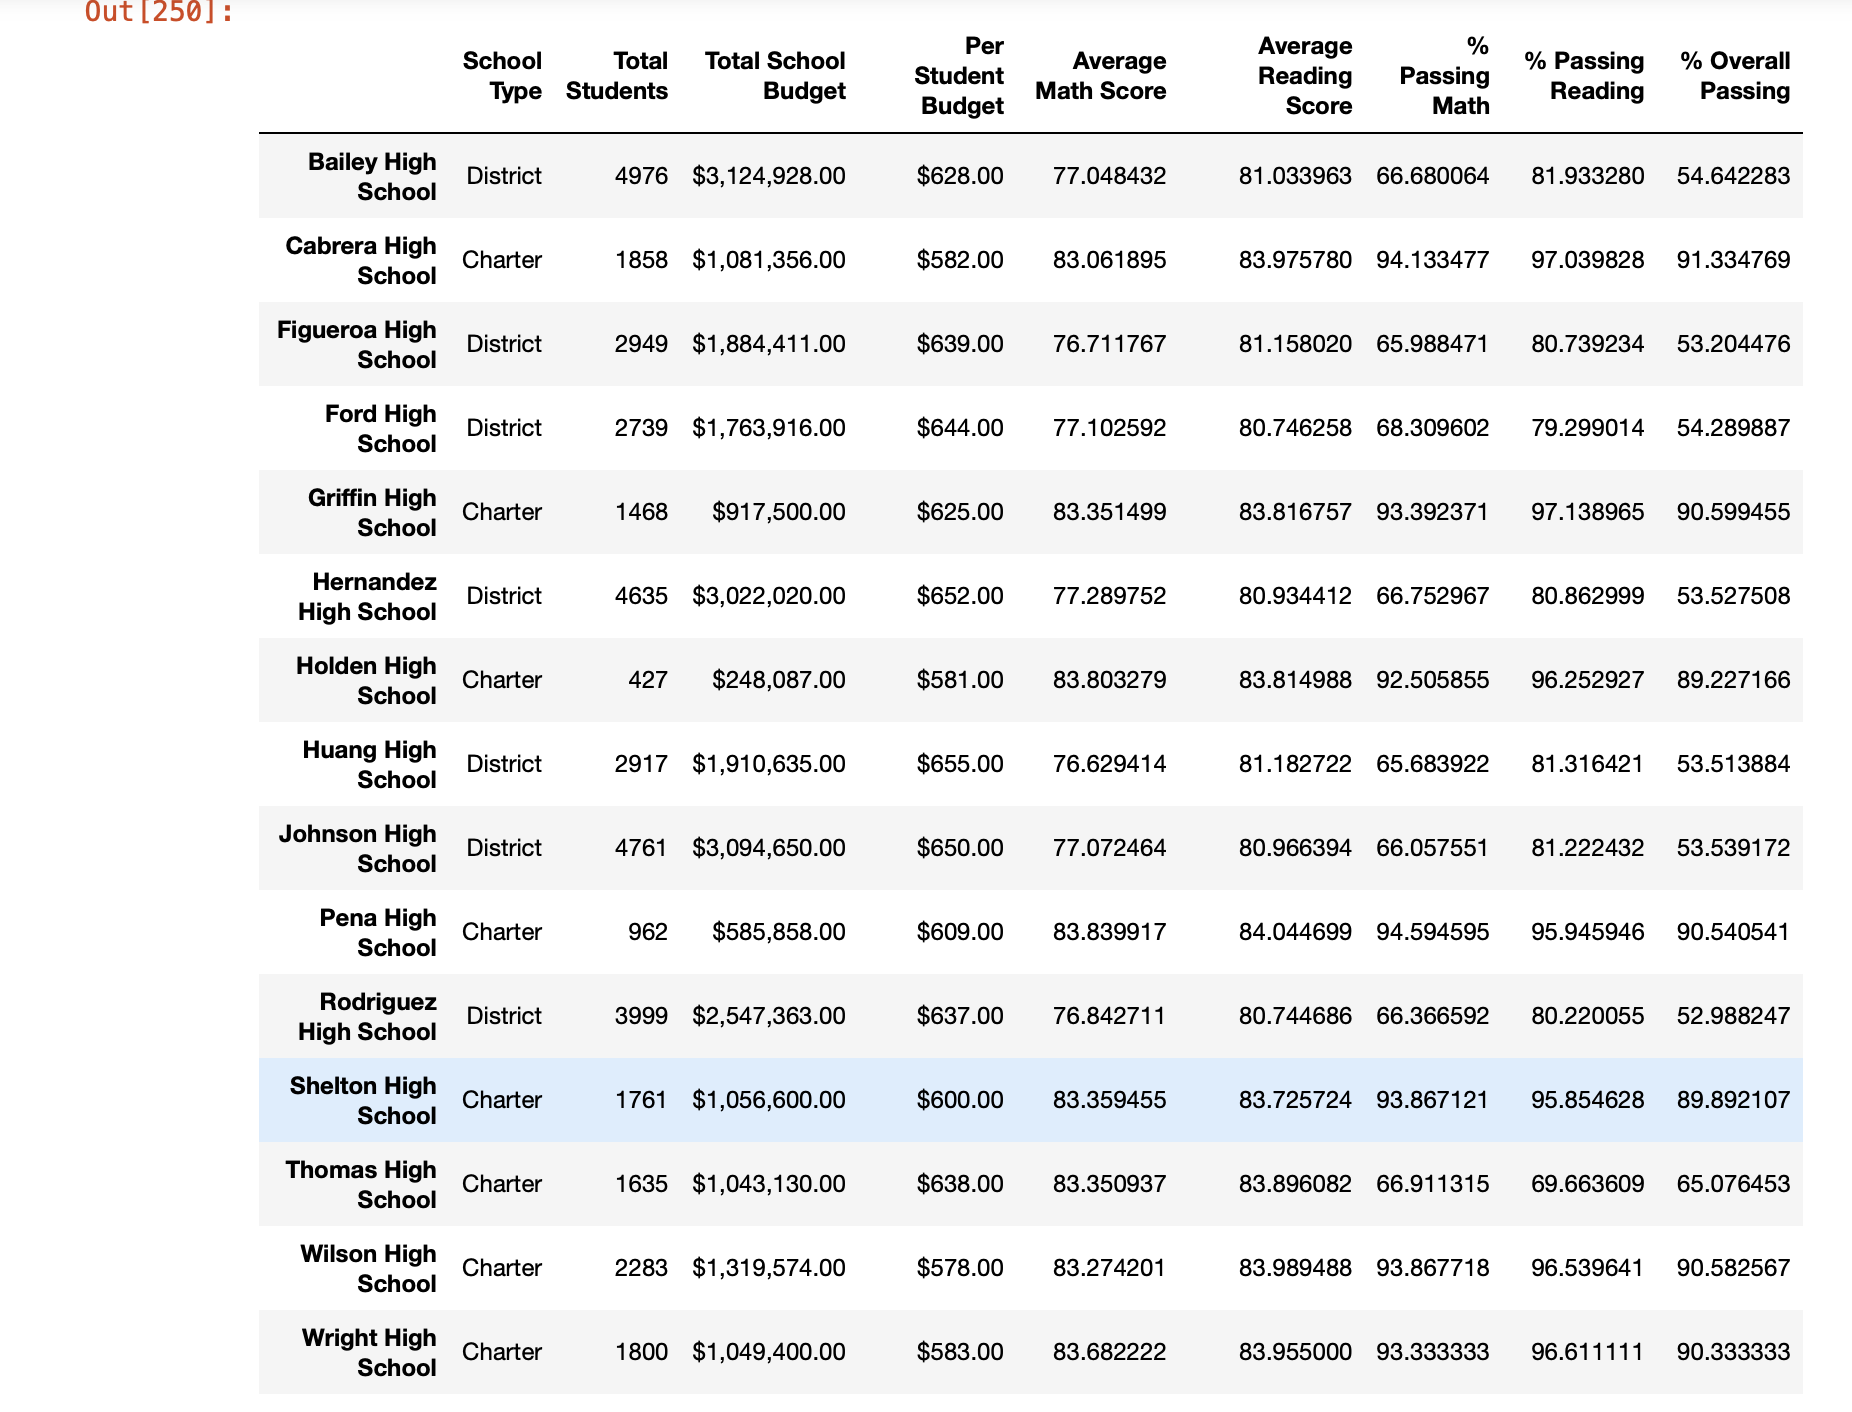 Out[250]:
School Type Total Students Total School Budget Per Student Budget Average Math Score Average Reading Score % Passing Math % Passing Reading % Overall Passing
Bailey High School District 4976 $3,124,928.00 $628.00 77.048432 81.033963 66.680064 81.933280 54.642283
Cabrera High School Charter 1858 $1,081,356.00 $582.00 83.061895 83.975780 94.133477 97.039828 91.334769
Figueroa High School District 2949 $1,884,411.00 $639.00 76.711767 81.158020 65.988471 80.739234 53.204476
Ford High School District 2739 $1,763,916.00 $644.00 77.102592 80.746258 68.309602 79.299014 54.289887
Griffin High School Charter 1468 $917,500.00 $625.00 83.351499 83.816757 93.392371 97.138965 90.599455
Hernandez High School District 4635 $3,022,020.00 $652.00 77.289752 80.934412 66.752967 80.862999 53.527508
Holden High School Charter 427 $248,087.00 $581.00 83.803279 83.814988 92.505855 96.252927 89.227166
Huang High School District 2917 $1,910,635.00 $655.00 76.629414 81.182722 65.683922 81.316421 53.513884
Johnson High School District 4761 $3,094,650.00 $650.00 77.072464 80.966394 66.057551 81.222432 53.539172
Pena High School Charter 962 $585,858.00 $609.00 83.839917 84.044699 94.594595 95.945946 90.540541
Rodriguez High School District 3999 $2,547,363.00 $637.00 76.842711 80.744686 66.366592 80.220055 52.988247
Shelton High School Charter 1761 $1,056,600.00 $600.00 83.359455 83.725724 93.867121 95.854628 89.892107
Thomas High School Charter 1635 $1,043,130.00 $638.00 83.350937 83.896082 66.911315 69.663609 65.076453
Wilson High School Charter 2283 $1,319,574.00 $578.00 83.274201 83.989488 93.867718 96.539641 90.582567
Wright High School Charter 1800 $1,049,400.00 $583.00 83.682222 83.955000 93.333333 96.611111 90.333333